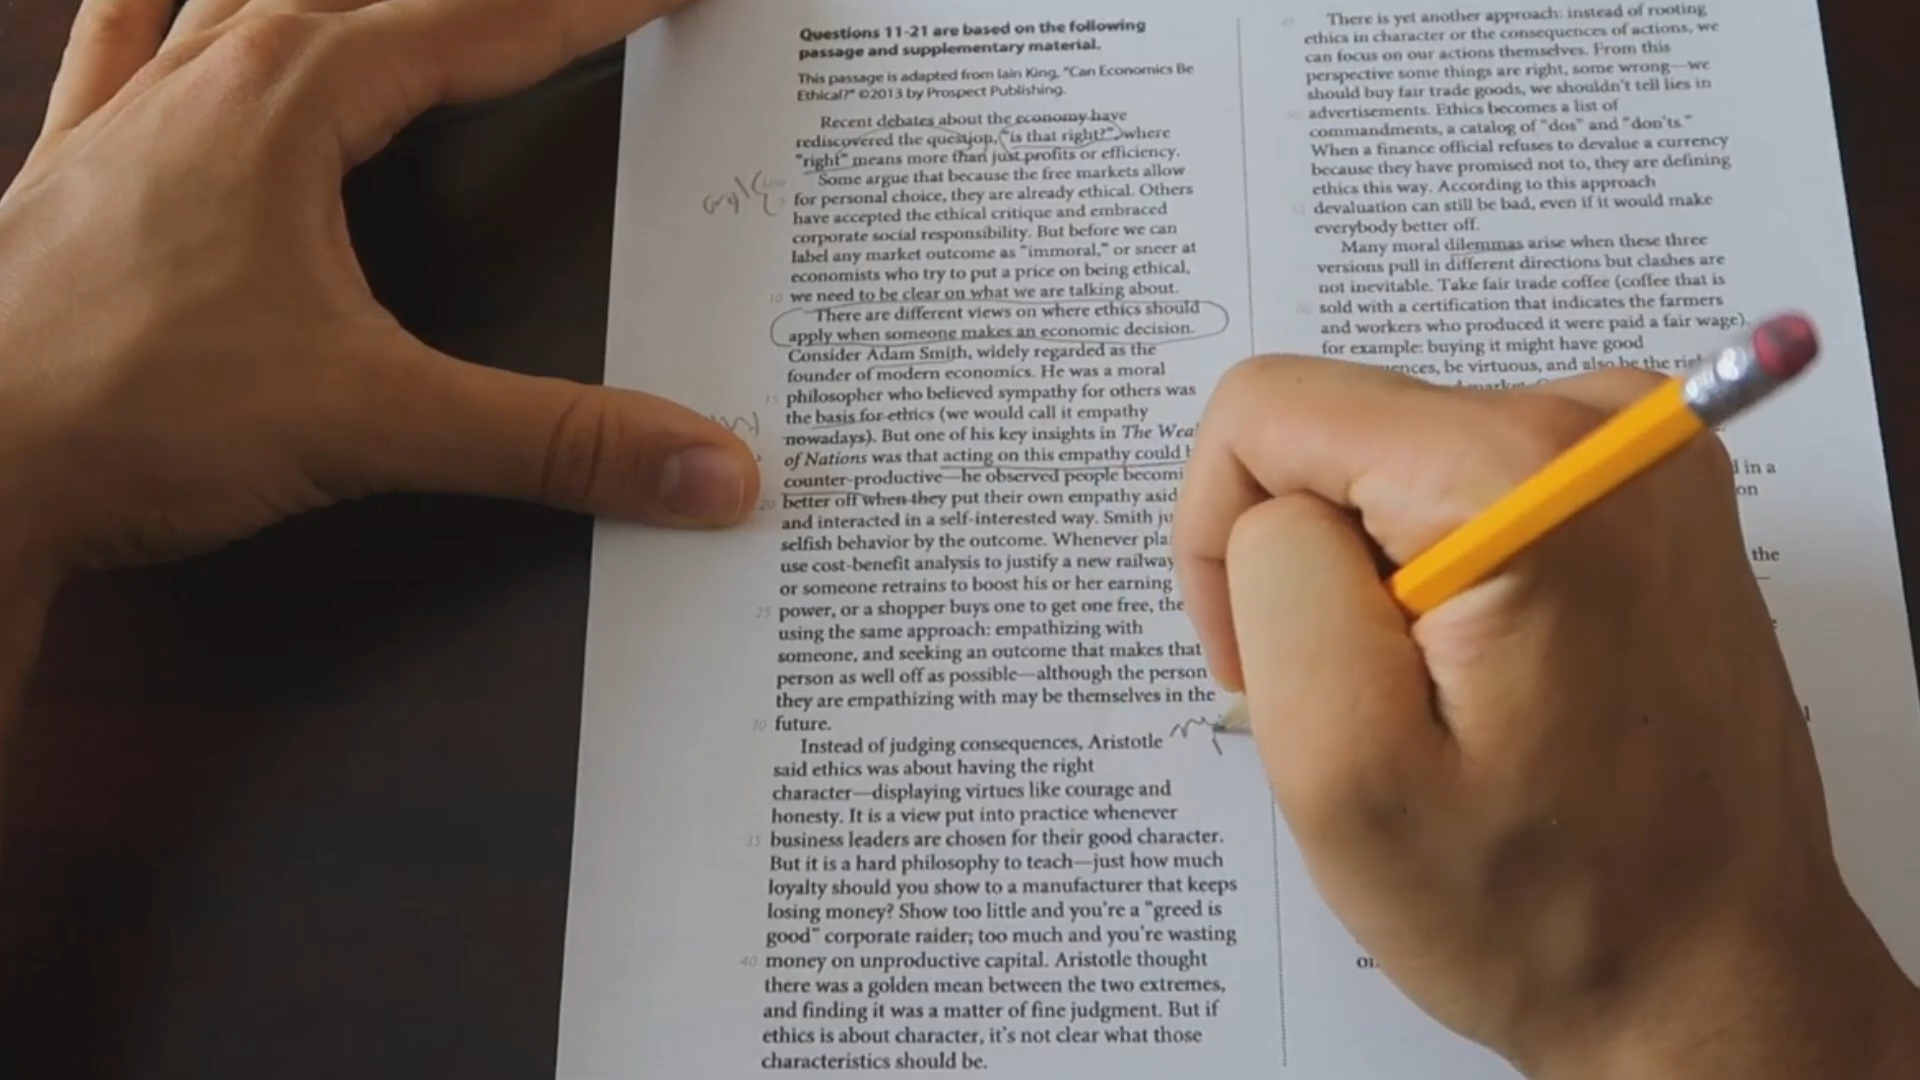 Questions 11-21 are based on the following
passage and supplementary material.
This passage is adapted from Iain King, "Can Economics Be
Ethical?" ©2013 by Prospect Publishing.
Recent debates about the economy have
rediscovered the question, "is that right?" where
"right" means more than just profits or efficiency.
Some argue that because the free markets allow
5 for personal choice, they are already ethical. Others
have accepted the ethical critique and embraced
corporate social responsibility. But before we can
label any market outcome as "immoral," or sneer at
economists who try to put a price on being ethical,
10 we need to be clear on what we are talking about.
There are different views on where ethics should
apply when someone makes an economic decision.
Consider Adam Smith, widely regarded as the
founder of modern economics. He was a moral
15 philosopher who believed sympathy for others was
the basis for ethics (we would call it empathy
nowadays). But one of his key insights in The Wea
of Nations was that acting on this empathy could b
counter-productive—he observed people becomi
20 better off when they put their own empathy asid
and interacted in a self-interested way. Smith ju
selfish behavior by the outcome. Whenever pla
use cost-benefit analysis to justify a new railway
or someone retrains to boost his or her earning
25 power, or a shopper buys one to get one free, the
using the same approach: empathizing with
someone, and seeking an outcome that makes that
person as well off as possible—although the person
they are empathizing with may be themselves in the
30 future.
Instead of judging consequences, Aristotle
said ethics was about having the right
character—displaying virtues like courage and
honesty. It is a view put into practice whenever
35 business leaders are chosen for their good character.
But it is a hard philosophy to teach—just how much
loyalty should you show to a manufacturer that keeps
losing money? Show too little and you're a "greed is
good" corporate raider; too much and you're wasting
40 money on unproductive capital. Aristotle thought
there was a golden mean between the two extremes,
and finding it was a matter of fine judgment. But if
ethics is about character, it's not clear what those
characteristics should be.
45 There is yet another approach: instead of rooting
ethics in character or the consequences of actions, we
can focus on our actions themselves. From this
perspective some things are right, some wrong—we
should buy fair trade goods, we shouldn't tell lies in
50 advertisements. Ethics becomes a list of
commandments, a catalog of "dos" and "don'ts."
When a finance official refuses to devalue a currency
because they have promised not to, they are defining
ethics this way. According to this approach
55 devaluation can still be bad, even if it would make
everybody better off.
Many moral dilemmas arise when these three
versions pull in different directions but clashes are
not inevitable. Take fair trade coffee (coffee that is
60 sold with a certification that indicates the farmers
and workers who produced it were paid a fair wage),
for example: buying it might have good
uences, be virtuous, and also be the rig
d in a
on
the